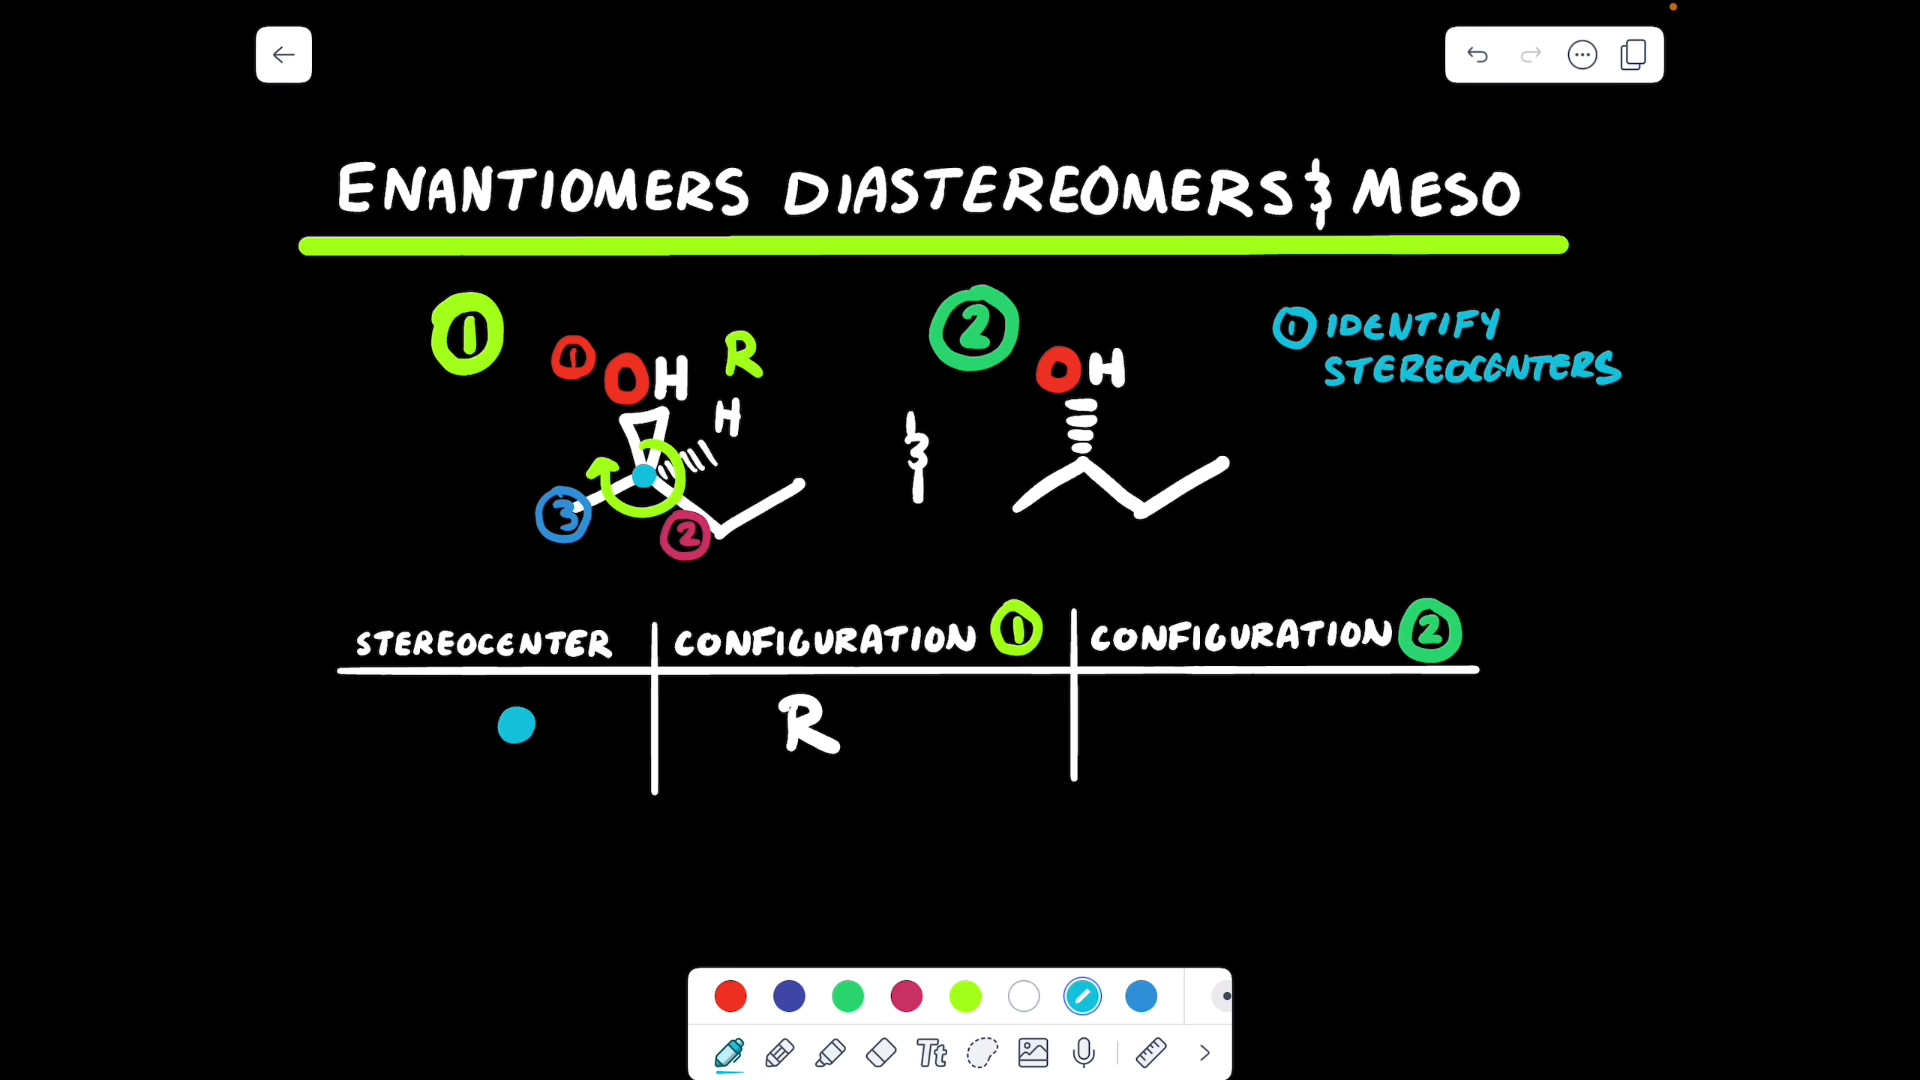 ENANTIOMERS DIASTEREOMERS & MESO
1
1
OH
R
H
3
2
&
2
OH
① IDENTIFY
STEREOCENTERS
STEREOCENTER CONFIGURATION 1 CONFIGURATION 2
R
Tt